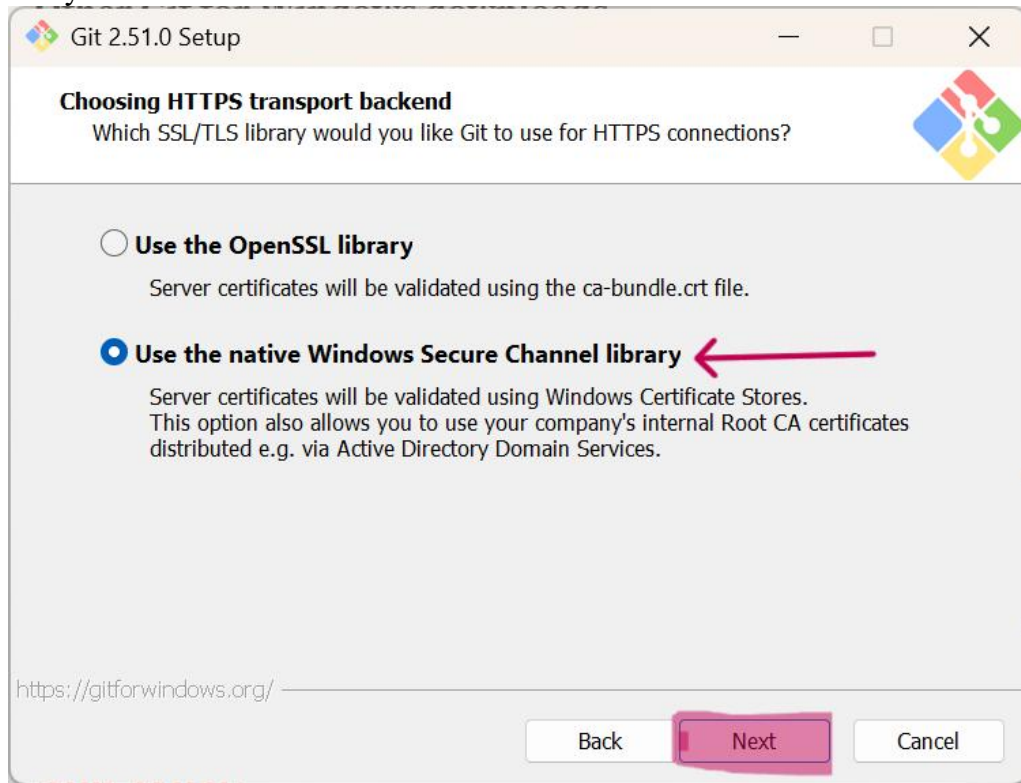 Git 2.51.0 Setup
Choosing HTTPS transport backend
Which SSL/TLS library would you like Git to use for HTTPS connections?
Use the OpenSSL library
Server certificates will be validated using the ca-bundle.crt file.
Use the native Windows Secure Channel library
Server certificates will be validated using Windows Certificate Stores.
This option also allows you to use your company's internal Root CA certificates
distributed e.g. via Active Directory Domain Services.
https://gitforwindows.org/
Back Next Cancel